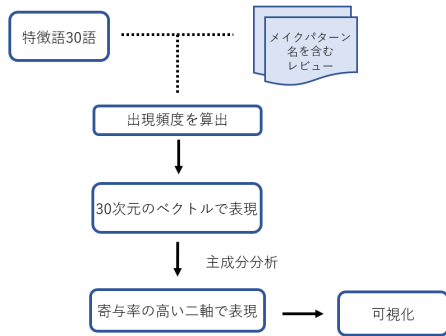 特徴語30語
メイクパターン
名を含む
レビュー
出現頻度を算出
30次元のベクトルで表現
主成分分析
寄与率の高い二軸で表現
可視化